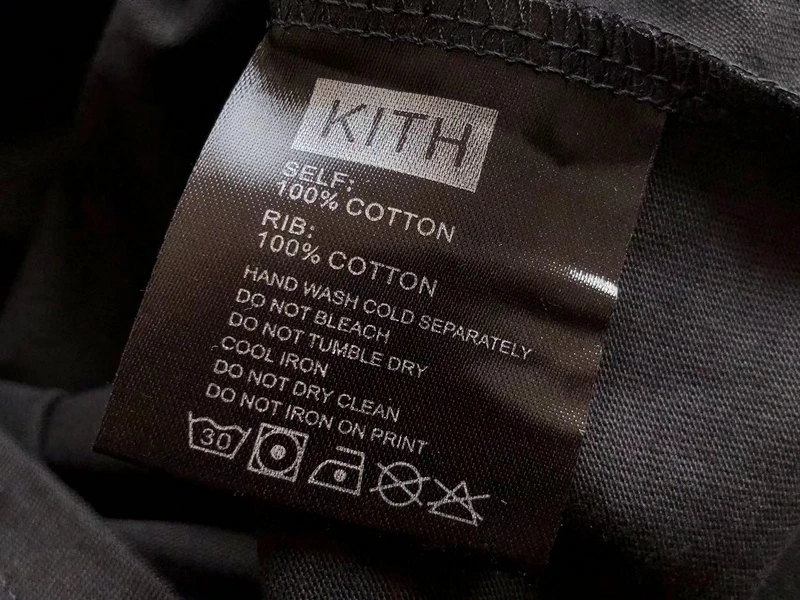 KITH
SELF:
100% COTTON
RIB:
100% COTTON
HAND WASH COLD SEPARATELY
DO NOT BLEACH
DO NOT TUMBLE DRY
COOL IRON
DO NOT DRY CLEAN
DO NOT IRON ON PRINT
30